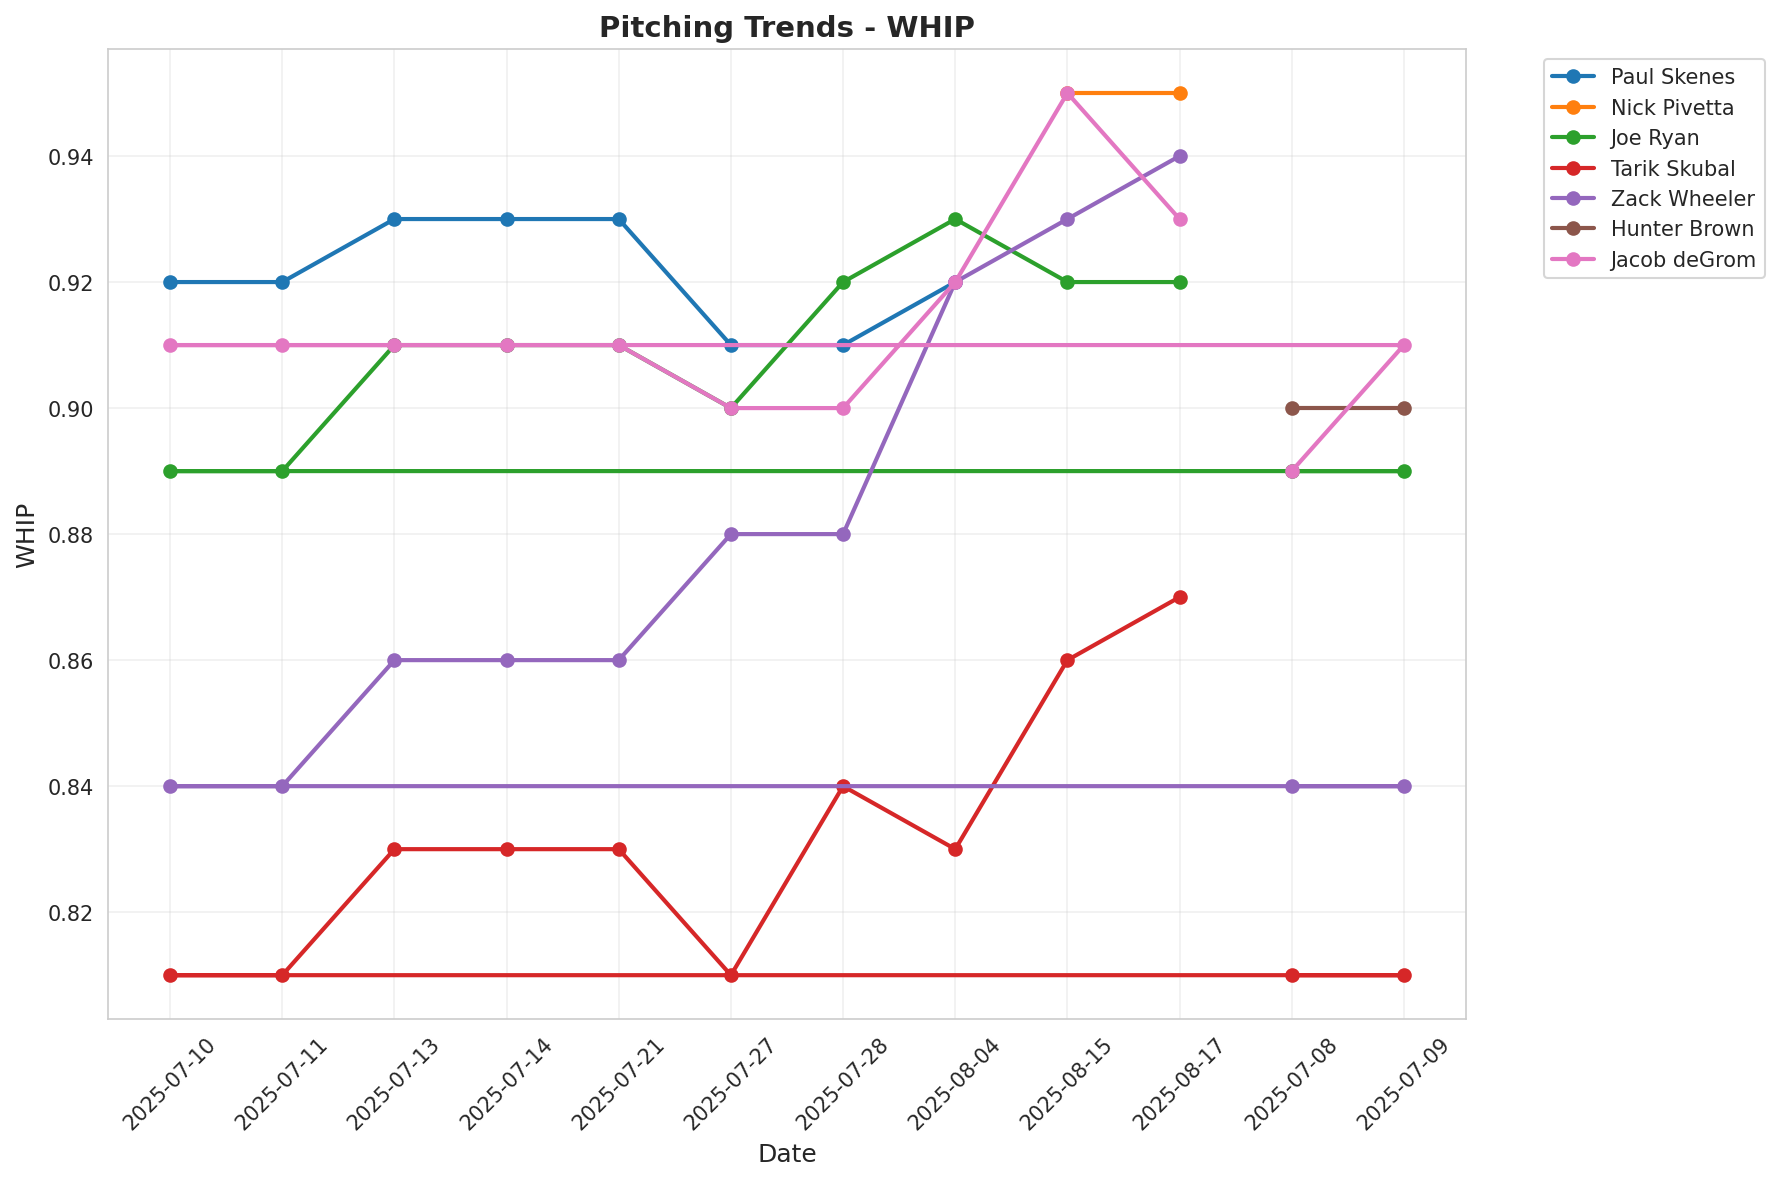 Pitching Trends - WHIP
Paul Skenes
Nick Pivetta
Joe Ryan
Tarik Skubal
Zack Wheeler
Hunter Brown
Jacob deGrom
WHIP
0.94
0.92
0.90
0.88
0.86
0.84
0.82
2025-07-10
2025-07-11
2025-07-13
2025-07-14
2025-07-21
2025-07-27
2025-07-28
2025-08-04
2025-08-15
2025-08-17
2025-07-08
2025-07-09
Date